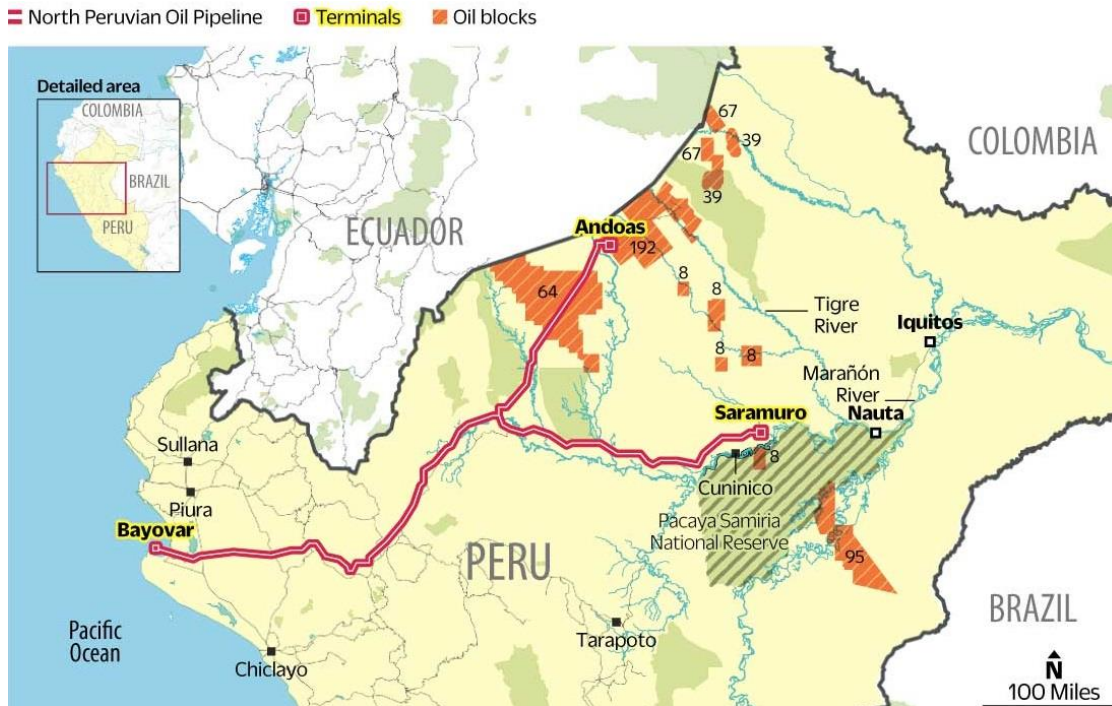 North Peruvian Oil Pipeline Terminals Oil blocks
Detailed area
COLOMBIA
BRAZIL
PERU
COLOMBIA
ECUADOR
67
39
67
39
Andoas
192
64
8
8
8
8
Tigre
River
Iquitos
Marañón
River
Nauta
Saramuro
8
Cuninico
Pacaya Samiria
National Reserve
95
Sullana
Piura
Bayovar
PERU
BRAZIL
Pacific
Ocean
Chiclayo
Tarapoto
N
100 Miles